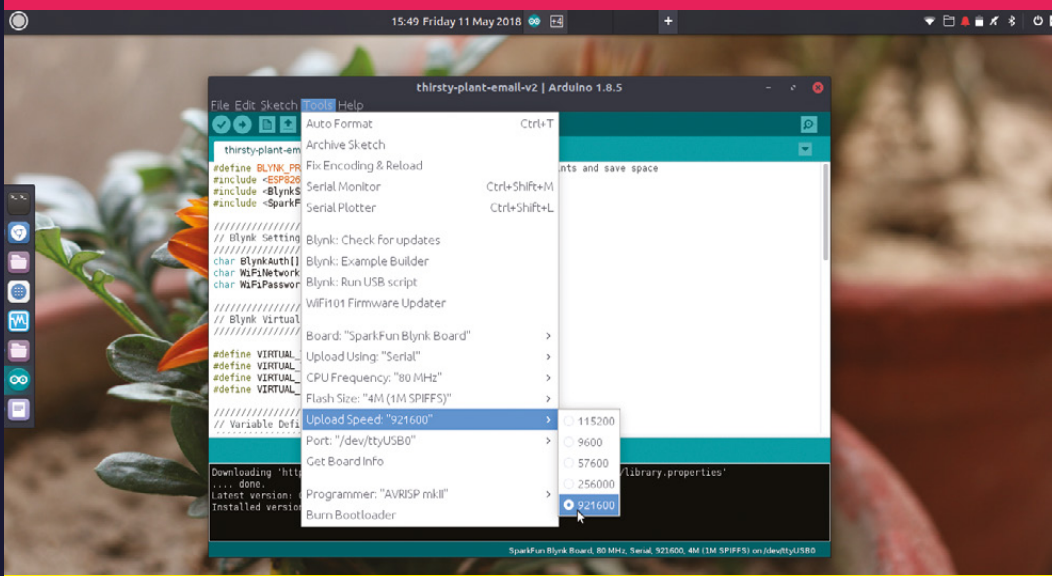 15:49 Friday 11 May 2018
+4
+
thirsty-plant-email-v2 | Arduino 1.8.5
File Edit Sketch Tools Help
thirsty-plant-em
Auto Format Ctrl+T
Archive Sketch
Fix Encoding & Reload
Serial Monitor Ctrl+Shift+M
Serial Plotter Ctrl+Shift+L
Blynk: Check for updates
Blynk: Example Builder
Blynk: Run USB script
WiFi101 Firmware Updater
Board: "SparkFun Blynk Board" >
Upload Using: "Serial" >
CPU Frequency: "80 MHz" >
Flash Size: "4M (1M SPIFFS)" >
Upload Speed: "921600" >
Port: "/dev/ttyUSB0" >
Get Board Info
Programmer: "AVRISP mkII" >
Burn Bootloader
115200
9600
57600
256000
921600
#define BLYNK_PR
nts and save space
#include <ESP826
#include <BlynkS
#include <SparkF
////////////////
// Blynk Setting
////////////////
char BlynkAuth[]
char WiFiNetwork
char WiFiPasswor
////////////////
// Blynk Virtual
////////////////
#define VIRTUAL_
#define VIRTUAL_
#define VIRTUAL_
#define VIRTUAL_
////////////////
// Variable Defi
Downloading 'htt
/library.properties'
.... done.
Latest version:
Installed version
SparkFun Blynk Board, 80 MHz, Serial, 921600, 4M (1M SPIFFS) on /dev/ttyUSB0